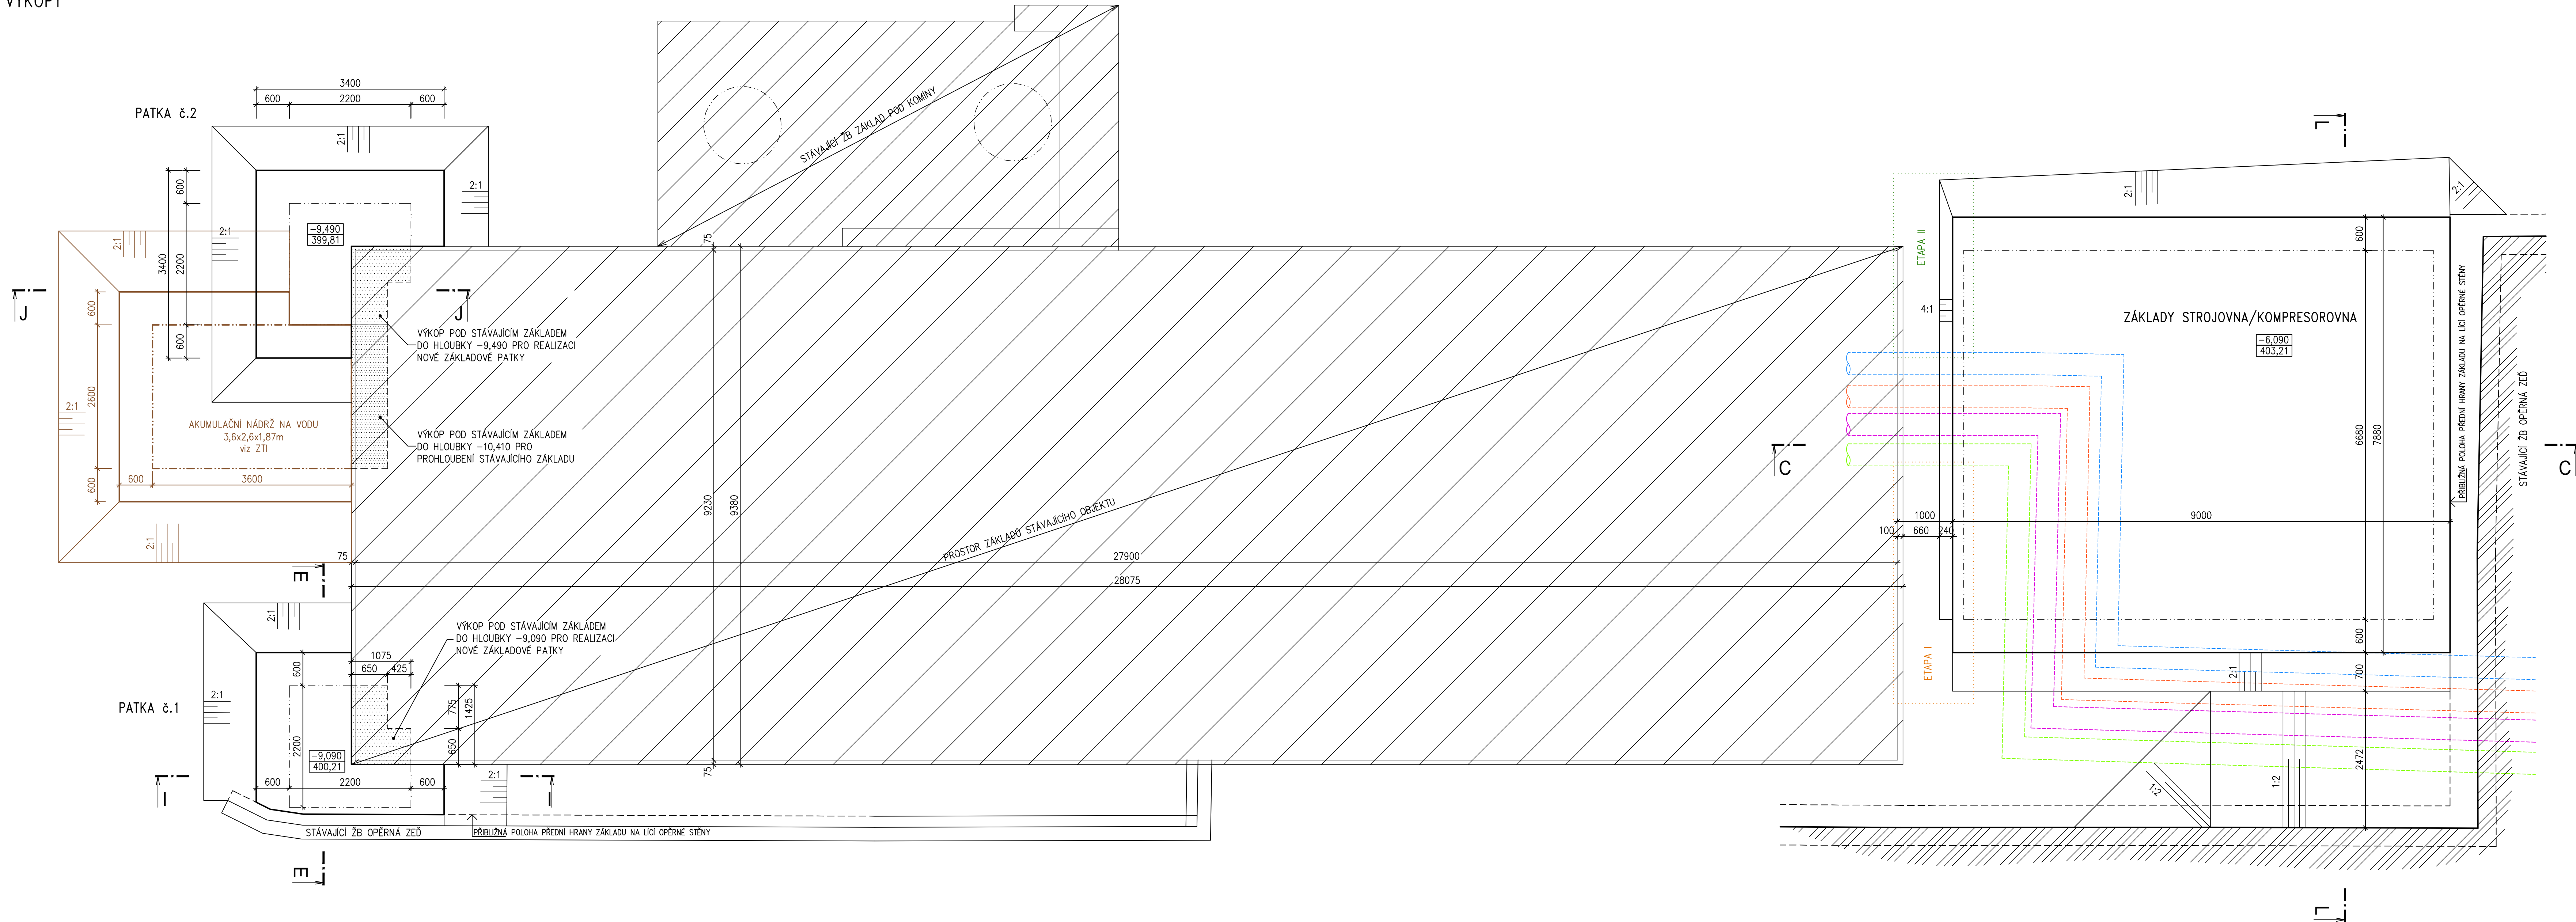 VÝKOPY
PATKA č.2
3400
600
2200
600
2:1
2:1
2:1
600
2200
3400
600
-9,490
399,81
2:1
600
2600
600
2:1
AKUMULAČNÍ NÁDRŽ NA VODU
3,6x2,6x1,87m
viz ZTI
600
3600
2:1
J
J
VÝKOP POD STÁVAJÍCÍM ZÁKLADEM
DO HLOUBKY -9,490 PRO REALIZACI
NOVÉ ZÁKLADOVÉ PATKY
VÝKOP POD STÁVAJÍCÍM ZÁKLADEM
DO HLOUBKY -10,410 PRO
PROHLOUBENÍ STÁVAJÍCÍHO ZÁKLADU
STÁVAJÍCÍ ŽB ZÁKLAD POD KOMÍNY
75
9230
9380
75
75
27900
28075
PROSTOR ZÁKLADŮ STÁVAJÍCÍHO OBJEKTU
E
E
VÝKOP POD STÁVAJÍCÍM ZÁKLADEM
DO HLOUBKY -9,090 PRO REALIZACI
NOVÉ ZÁKLADOVÉ PATKY
1075
650
425
775
1425
650
2:1
2:1
PATKA č.1
600
2200
-9,090
400,21
600
2200
600
2:1
I
I
STÁVAJÍCÍ ŽB OPĚRNÁ ZEĎ
PŘIBLIŽNÁ POLOHA PŘEDNÍ HRANY ZÁKLADU NA LÍCI OPĚRNÉ STĚNY
L
L
2:1
2:1
ETAPA II
4:1
ETAPA I
ZÁKLADY STROJOVNA/KOMPRESOROVNA
-6,090
403,21
600
6680
7880
600
700
2472
1000
9000
100
660
240
C
C
2:1
1:2
1:2
PŘIBLIŽNÁ POLOHA PŘEDNÍ HRANY ZÁKLADU NA LÍCI OPĚRNÉ STĚNY
STÁVAJÍCÍ ŽB OPĚRNÁ ZEĎ